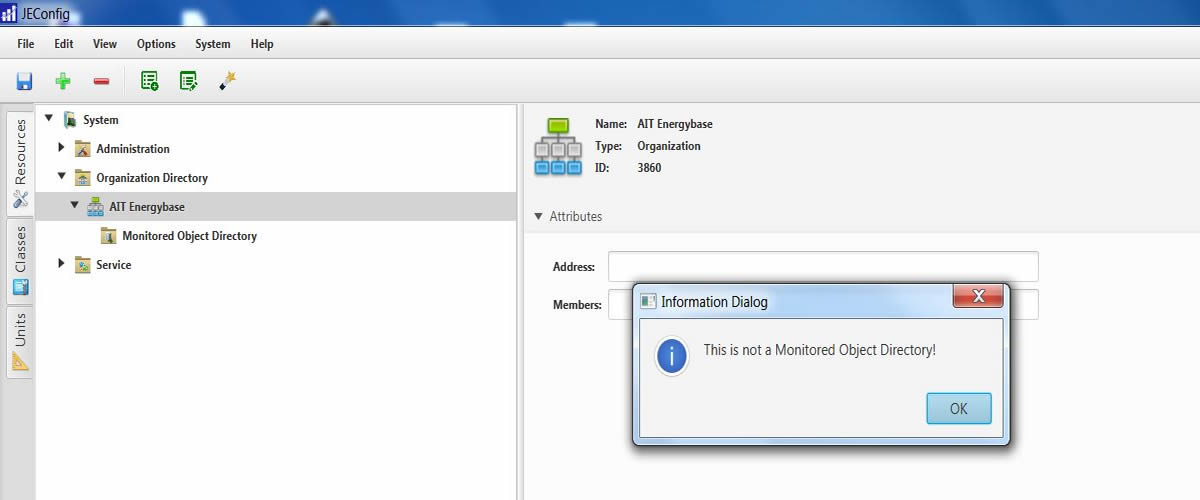 JEConfig
File Edit View Options System Help
Resources
Classes
Units
System
Administration
Organization Directory
AIT Energybase
Monitored Object Directory
Service
Name: AIT Energybase
Type: Organization
ID: 3860
Attributes
Address:
Members:
Information Dialog
This is not a Monitored Object Directory!
OK